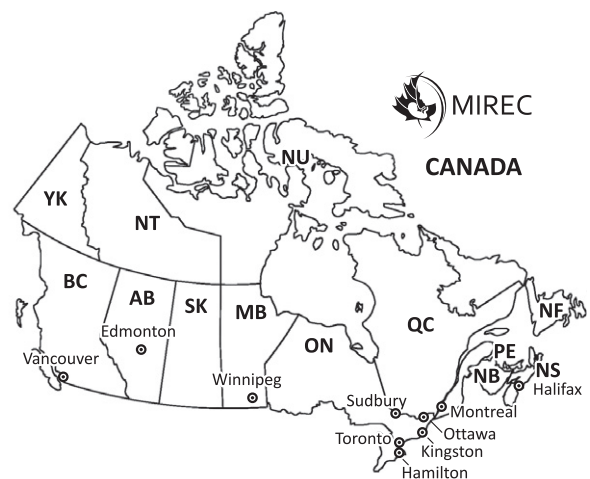 MIREC
CANADA
NU
YK
NT
BC
AB
SK
MB
Edmonton
ON
QC
NF
PE
NB
NS
Vancouver
Winnipeg
Halifax
Sudbury
Montreal
Ottawa
Toronto
Kingston
Hamilton